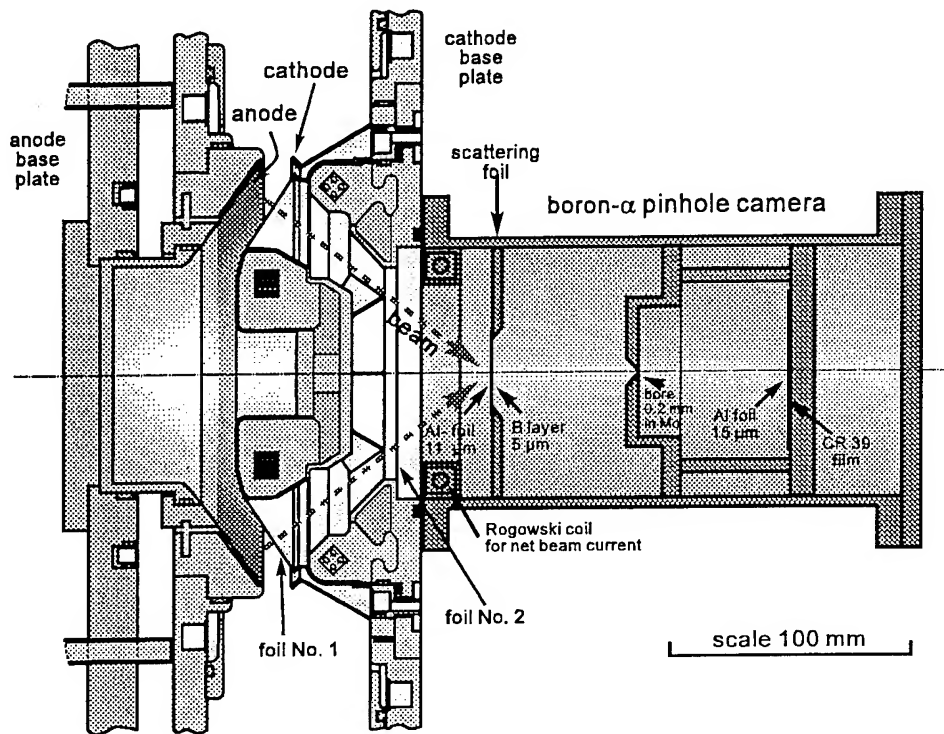 cathode
base
plate
cathode
anode
anode
base
plate
scattering
foil
boron-α pinhole camera
beam
Al- foil
11 µm
B layer
5 µm
bore
0.2 mm
in Mo
Al foil
15 µm
CR 39
film
Rogowski coil
for net beam current
foil No. 1
foil No. 2
scale 100 mm